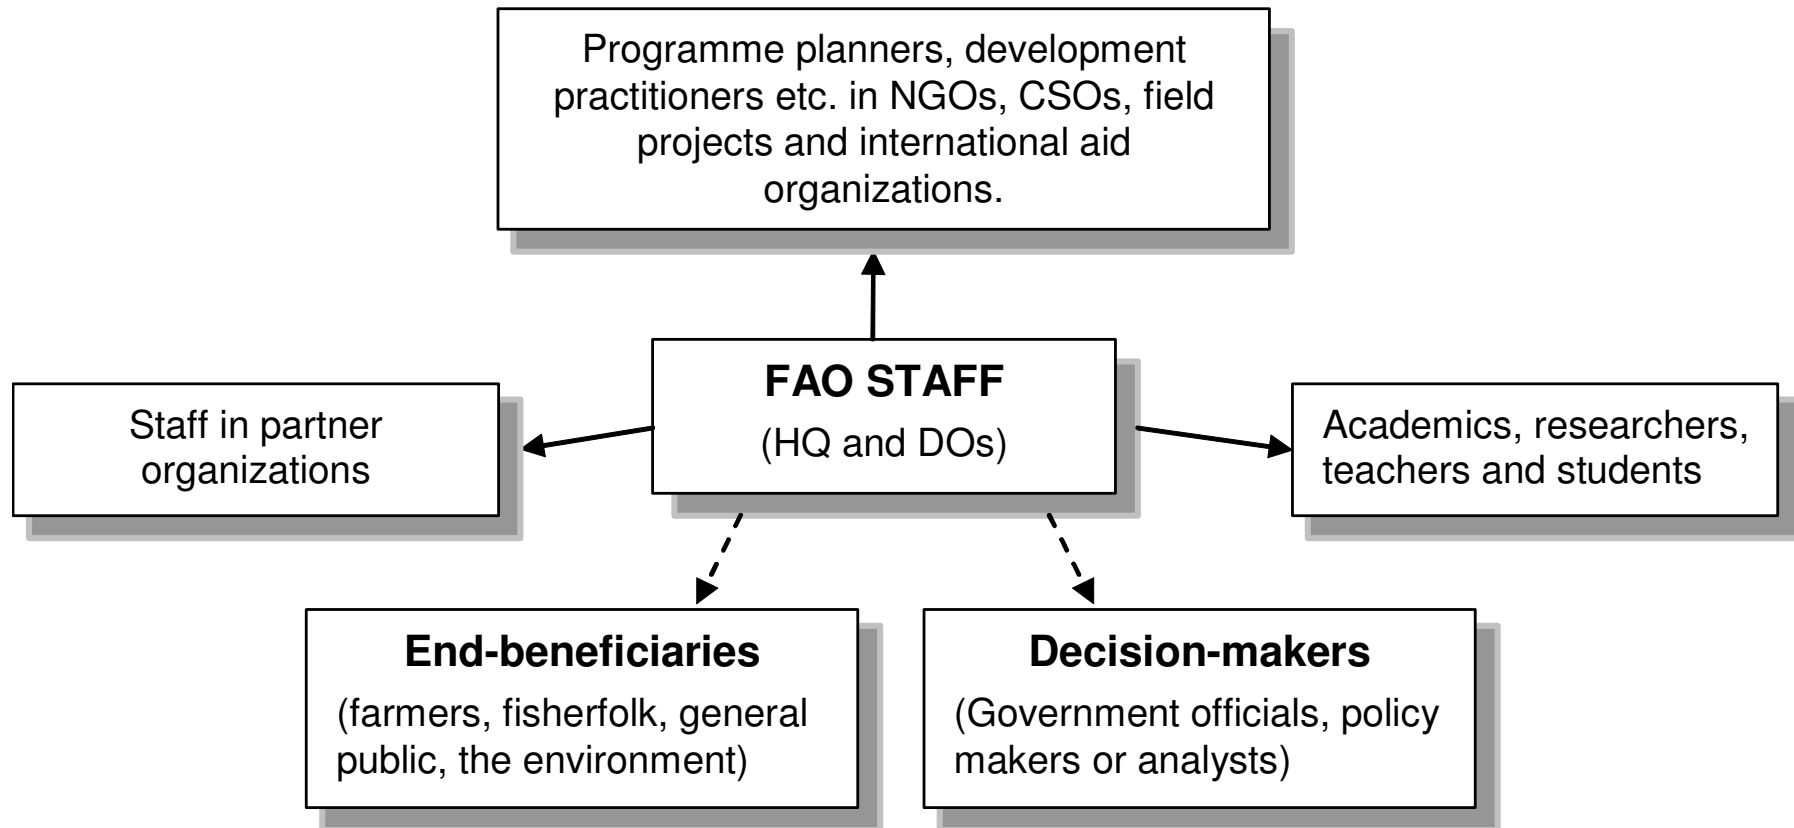 Programme planners, development
practitioners etc. in NGOs, CSOs, field
projects and international aid
organizations.
FAO STAFF
(HQ and DOs)
Staff in partner
organizations
Academics, researchers,
teachers and students
End-beneficiaries
(farmers, fisherfolk, general
public, the environment)
Decision-makers
(Government officials, policy
makers or analysts)